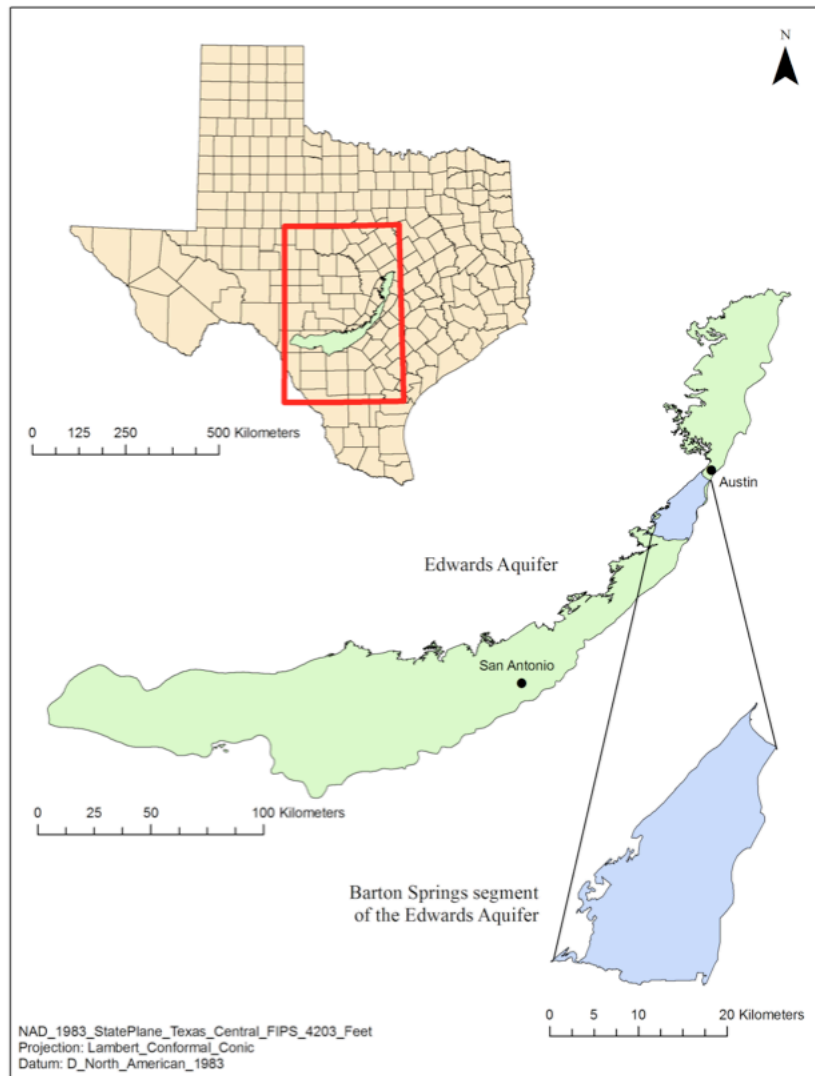 N
0 125 250 500 Kilometers
Austin
Edwards Aquifer
San Antonio
0 25 50 100 Kilometers
Barton Springs segment
of the Edwards Aquifer
0 5 10 20 Kilometers
NAD_1983_StatePlane_Texas_Central_FIPS_4203_Feet
Projection: Lambert_Conformal_Conic
Datum: D_North_American_1983